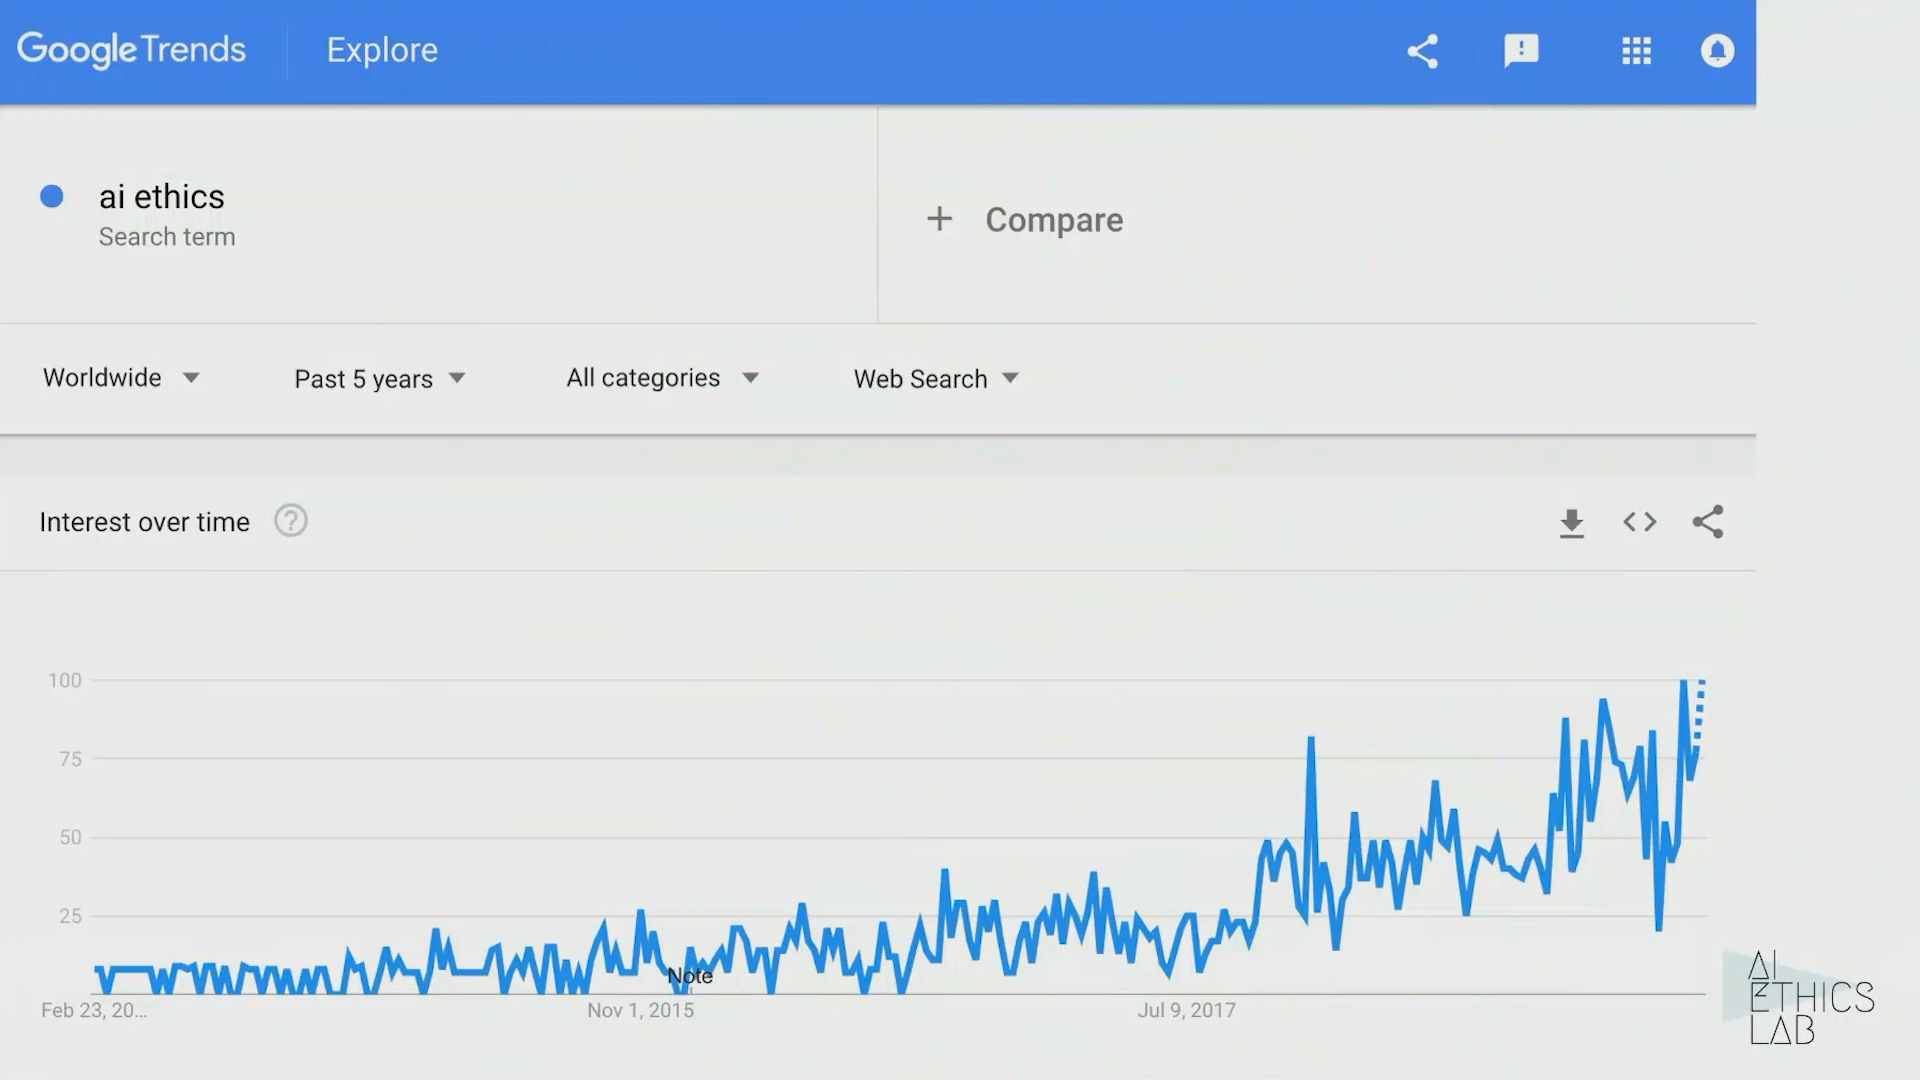 Google Trends Explore
ai ethics
Search term
+ Compare
Worldwide Past 5 years All categories Web Search
Interest over time ?
100
75
50
25
Note
Feb 23, 20... Nov 1, 2015 Jul 9, 2017
AI
ETHICS
LAB